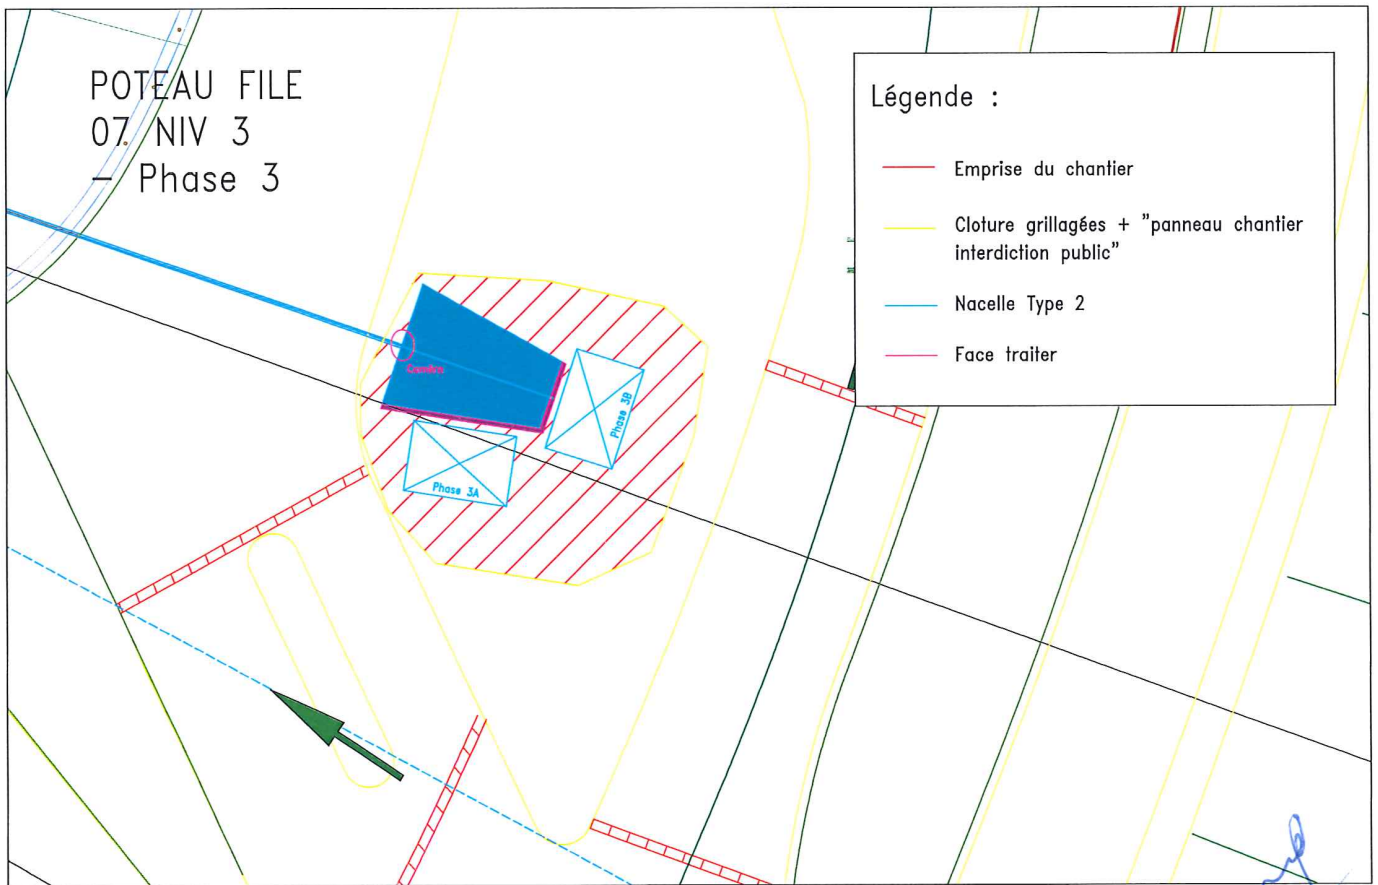 POTEAU FILE
07 NIV 3
- Phase 3
Légende :
Emprise du chantier
Cloture grillagées + "panneau chantier
interdiction public"
Nacelle Type 2
Face traiter
Phase 3B
Phase 3A